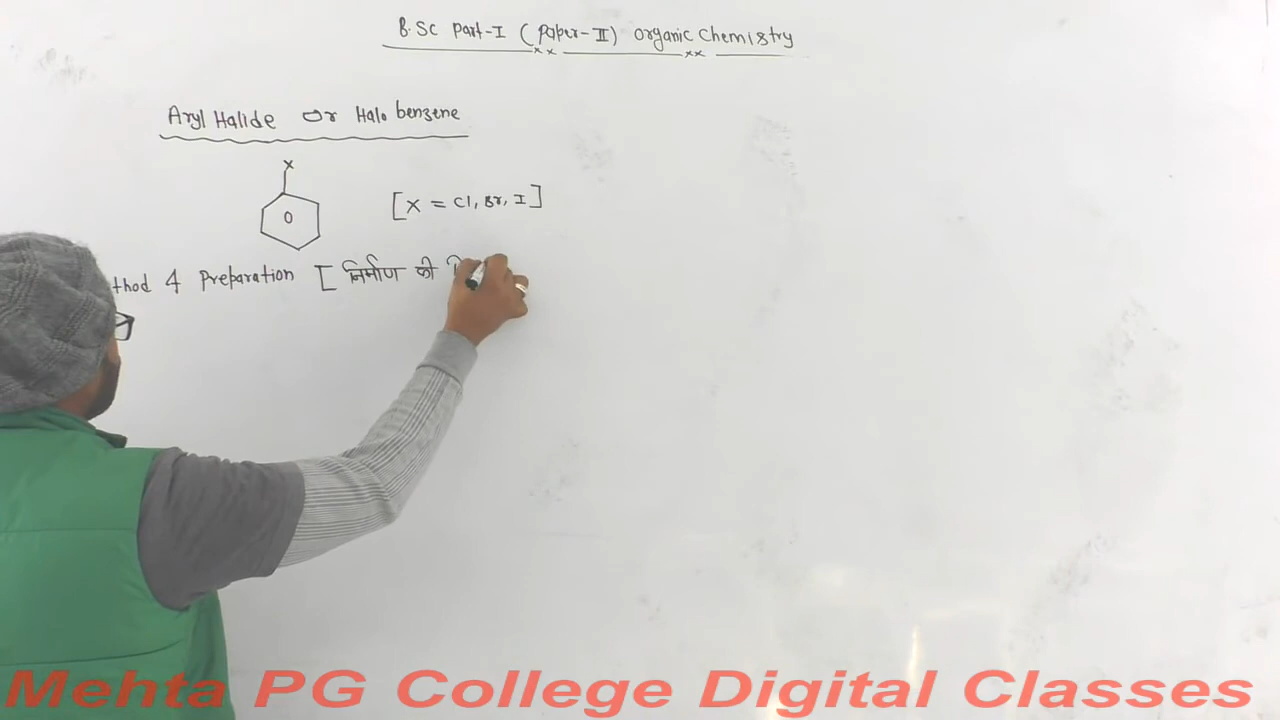 B.Sc Part-I (Paper-II) Organic Chemistry
Aryl Halide Or Halo benzene
X
[X = Cl, Br, I]
thod 4 Preparation [ निर्माण की
Mehta PG College Digital Classes